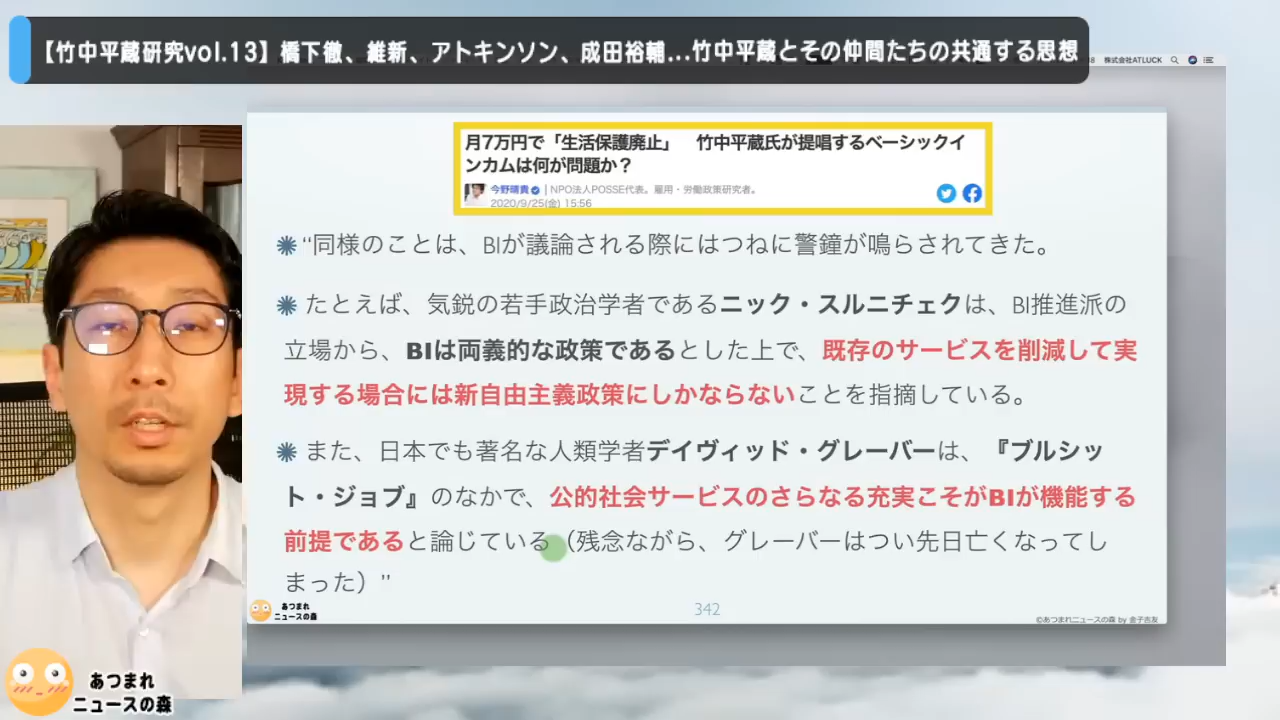 【竹中平蔵研究vol.13】橋下徹、維新、アトキンソン、成田裕輔...竹中平蔵とその仲間たちの共通する思想
株式会社ATLUCK
月7万円で「生活保護廃止」 竹中平蔵氏が提唱するベーシックイ
ンカムは何が問題か?
今野晴貴 | NPO法人POSSE代表。雇用・労働政策研究者。
2020/9/25(金) 15:56
“同様のことは、BIが議論される際にはつねに警鐘が鳴らされてきた。
たとえば、気鋭の若手政治学者であるニック・スルニチェクは、BI推進派の
立場から、BIは両義的な政策であるとした上で、既存のサービスを削減して実
現する場合には新自由主義政策にしかならないことを指摘している。
また、日本でも著名な人類学者デイヴィッド・グレーバーは、『ブルシッ
ト・ジョブ』のなかで、公的社会サービスのさらなる充実こそがBIが機能する
前提であると論じている（残念ながら、グレーバーはつい先日亡くなってし
まった）”
あつまれ
ニュースの森
342
©あつまれニュースの森 by 金子吉友
あつまれ
ニュースの森